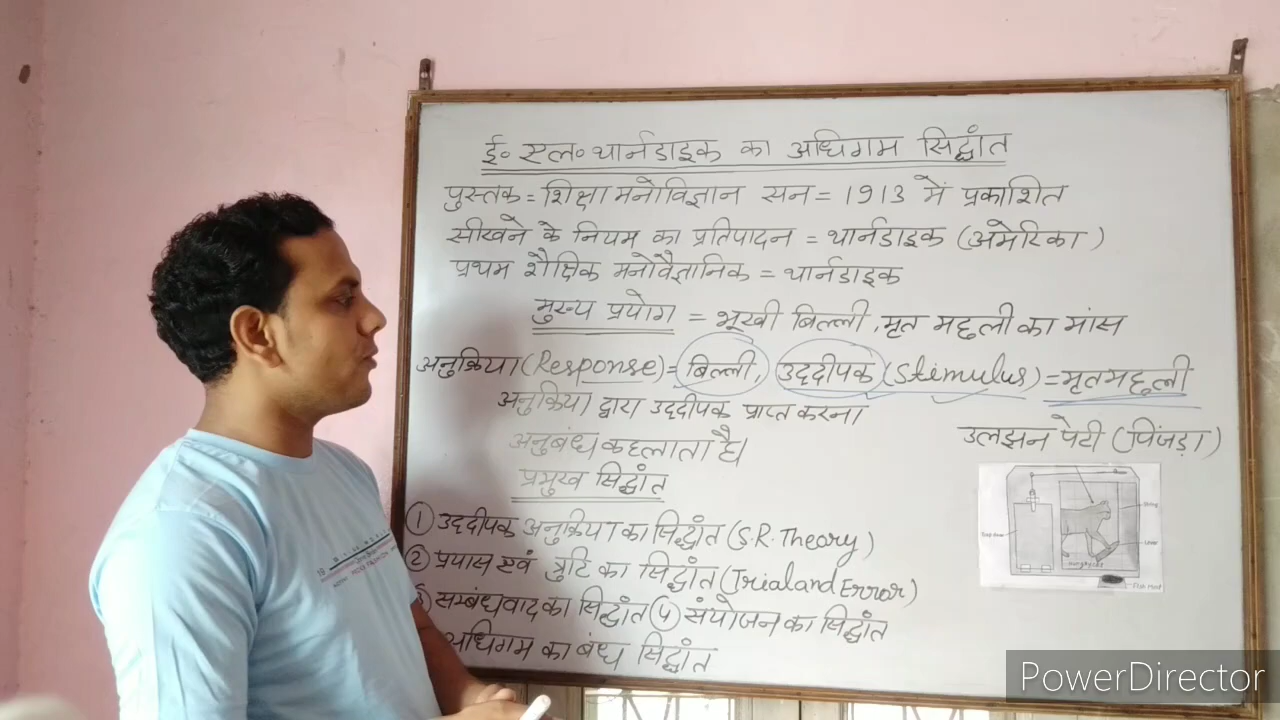 ई॰ एल॰ थार्नडाइक का अधिगम सिद्धांत
पुस्तक = शिक्षा मनोविज्ञान सन = 1913 में प्रकाशित
सीखने के नियम का प्रतिपादन = थार्नडाइक (अमेरिका)
प्रथम शैक्षिक मनोवैज्ञानिक = थार्नडाइक
मुख्य प्रयोग = भूखी बिल्ली, मृत मछली का मांस
अनुक्रिया (Response) = बिल्ली, उद्दीपक (Stimulus) = मृत मछली
अनुक्रिया द्वारा उद्दीपक प्राप्त करना
अनुबंध कहलाता है।
उलझन पेटी (पिंजड़ा)
प्रमुख सिद्धांत
① उद्दीपक अनुक्रिया का सिद्धांत (S.R. Theory)
② प्रयास एवं त्रुटि का सिद्धांत (Trial and Error)
सम्बंधवाद का सिद्धांत ④ संयोजन का सिद्धांत
अधिगम का बंध सिद्धांत
PowerDirector